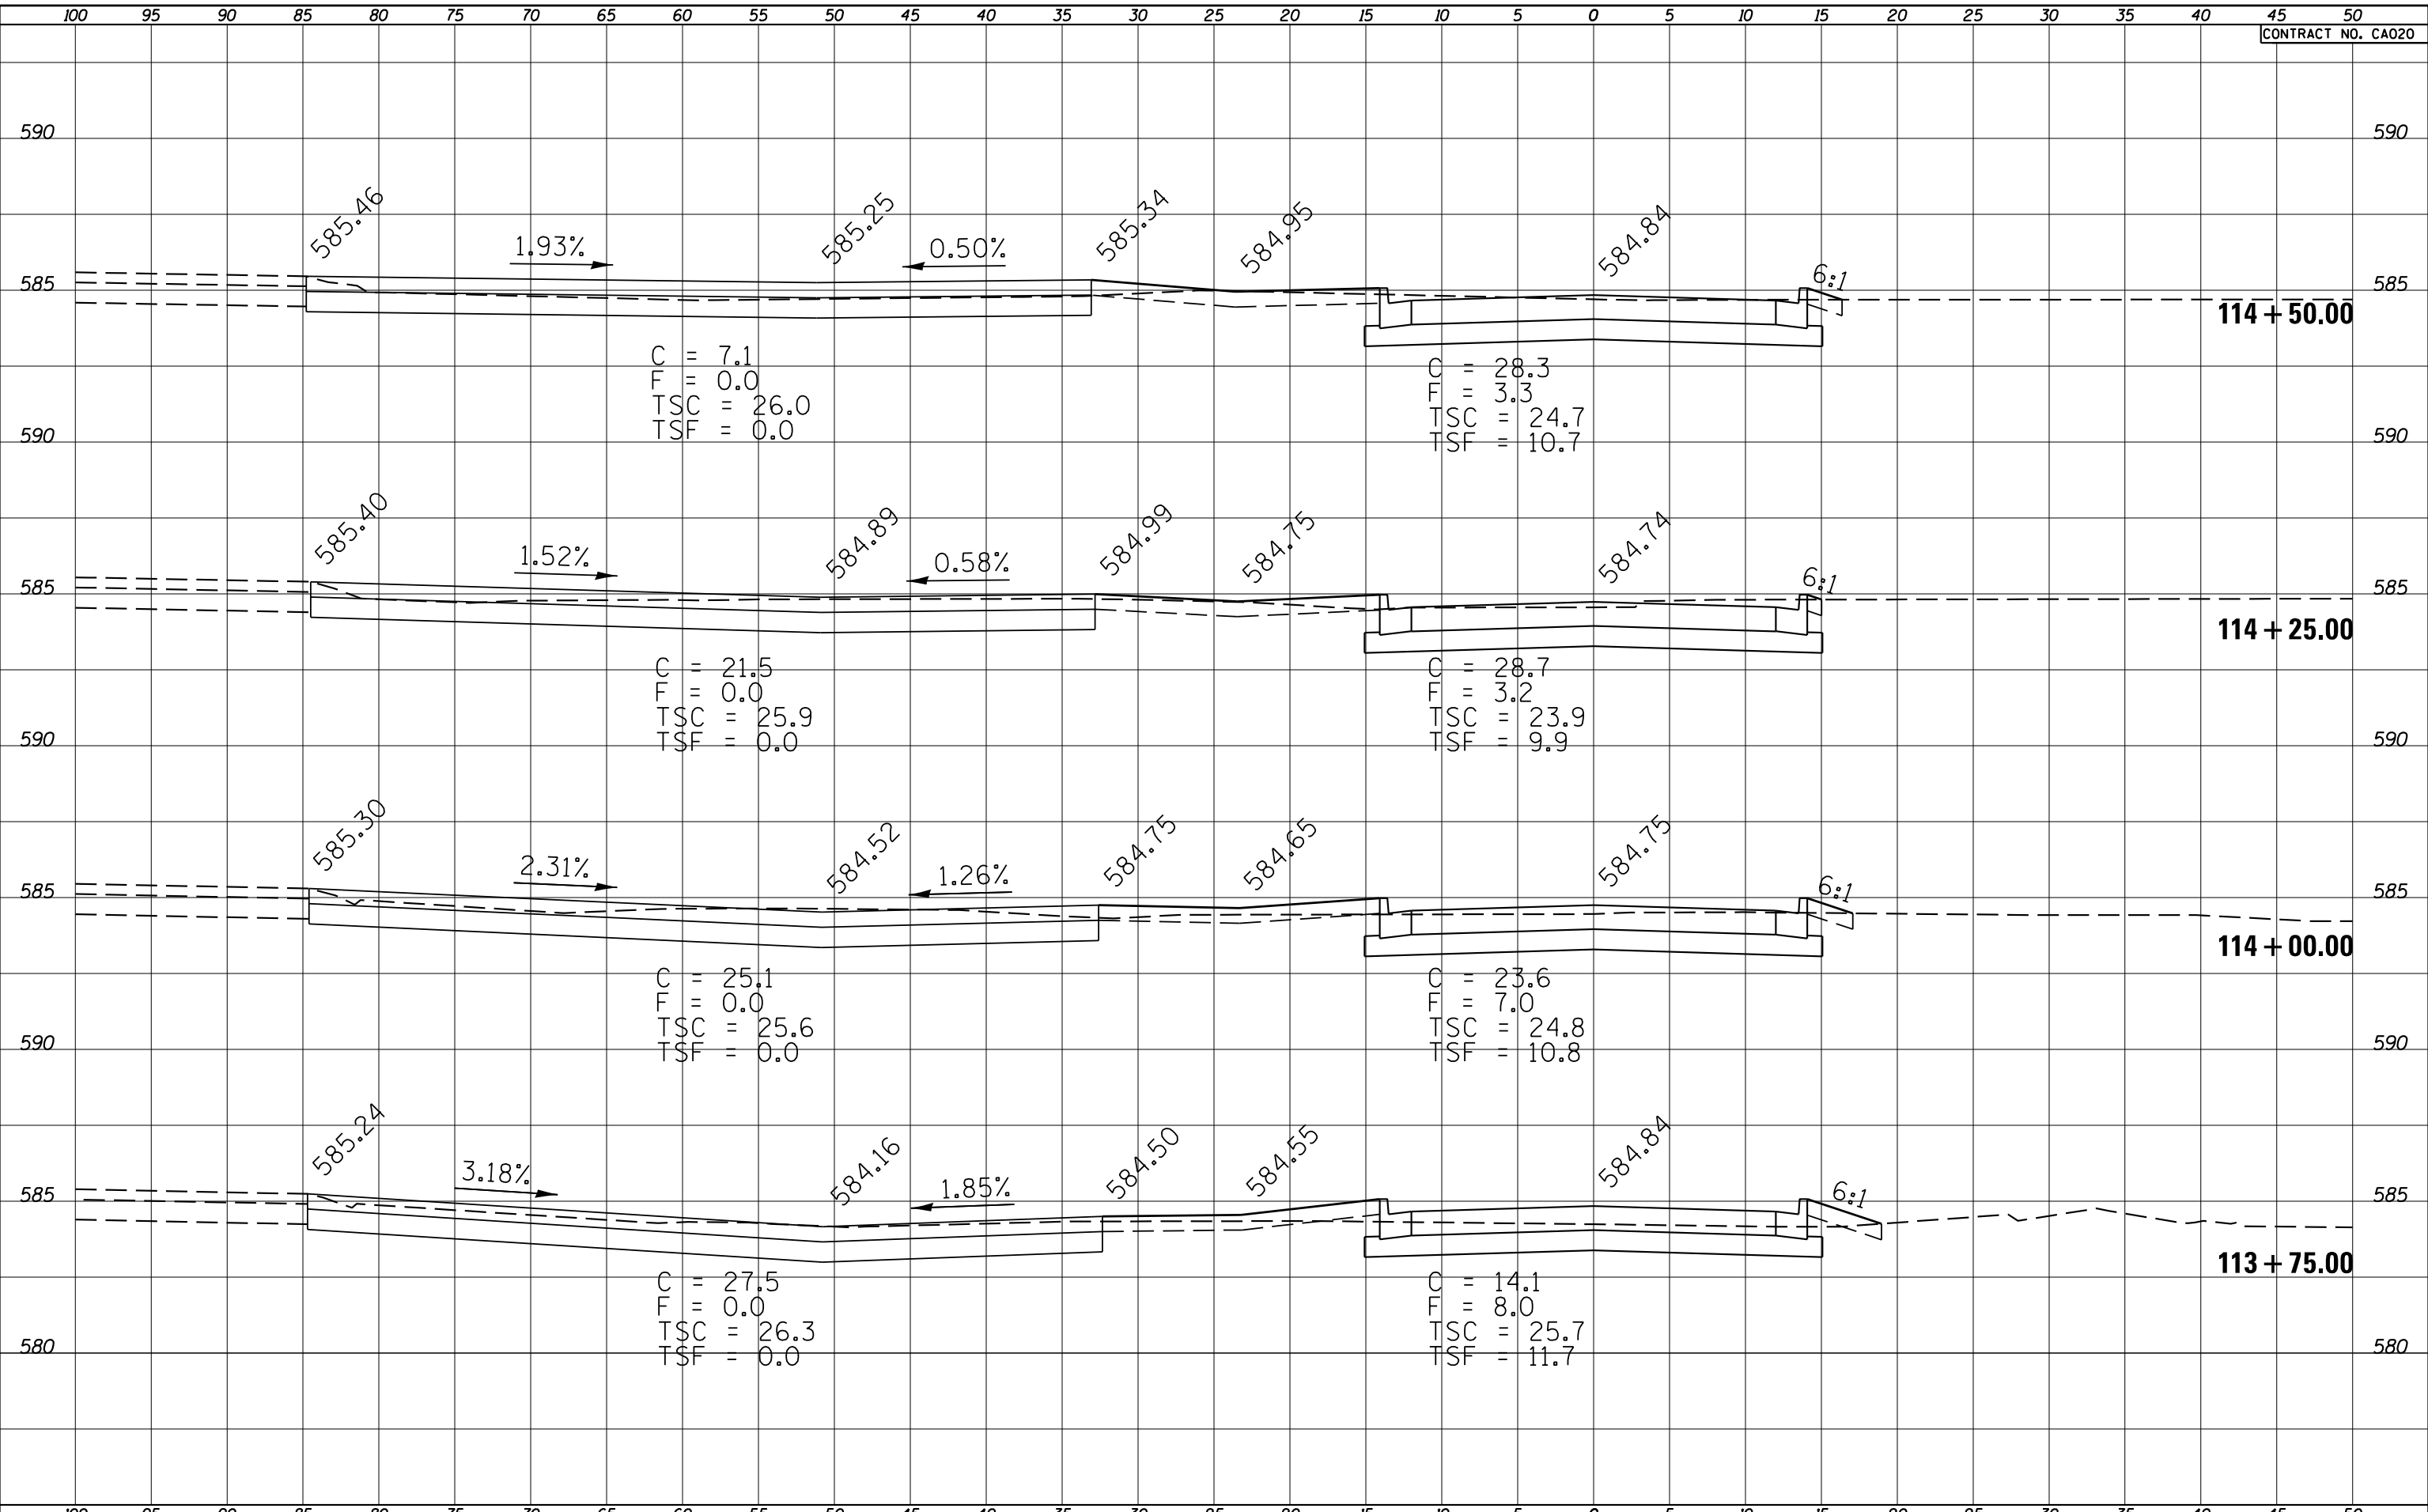 100 95 90 85 80 75 70 65 60 55 50 45 40 35 30 25 20 15 10 5 0 5 10 15 20 25 30 35 40 45 50
CONTRACT NO. CA020
590 590
585.46 1.93% 585.25 0.50% 585.34 584.95 584.84 6:1
585 585
114+50.00
C = 7.1
F = 0.0
TSC = 26.0
TSF = 0.0
C = 28.3
F = 3.3
TSC = 24.7
TSF = 10.7
590 590
585.40 1.52% 584.89 0.58% 584.99 584.75 584.74 6:1
585 585
114+25.00
C = 21.5
F = 0.0
TSC = 25.9
TSF = 0.0
C = 28.7
F = 3.2
TSC = 23.9
TSF = 9.9
590 590
585.30 2.31% 584.52 1.26% 584.75 584.65 584.75 6:1
585 585
114+00.00
C = 25.1
F = 0.0
TSC = 25.6
TSF = 0.0
C = 23.6
F = 7.0
TSC = 24.8
TSF = 10.8
590 590
585.24 3.18% 584.16 1.85% 584.50 584.55 584.84 6:1
585 585
113+75.00
C = 27.5
F = 0.0
TSC = 26.3
TSF = 0.0
C = 14.1
F = 8.0
TSC = 25.7
TSF = 11.7
580 580